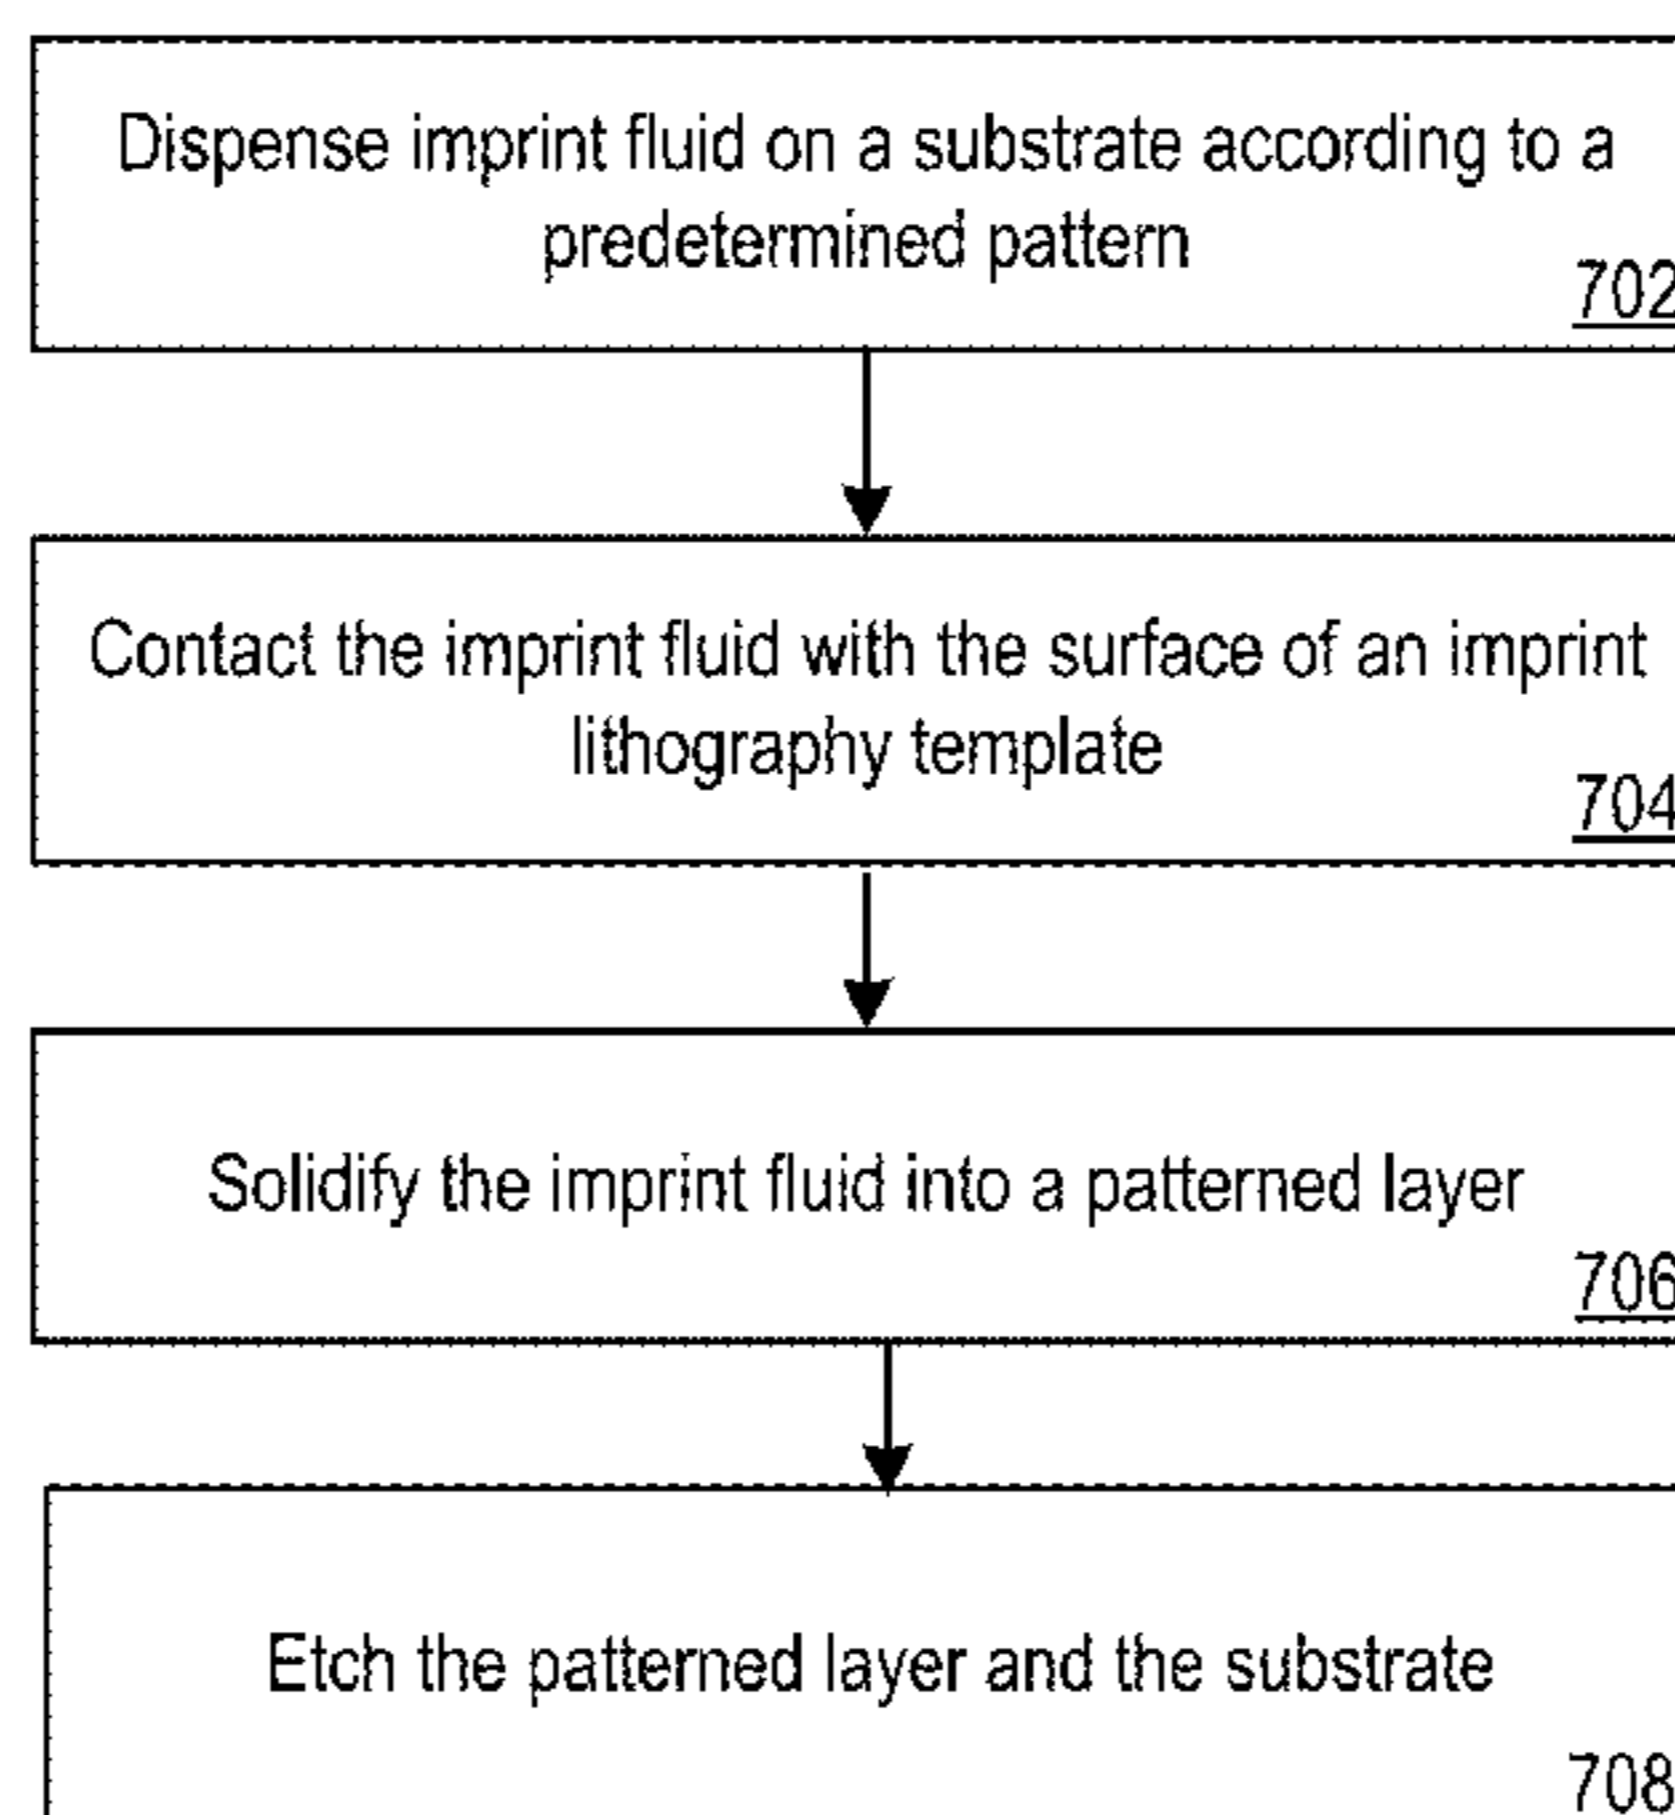 Dispense imprint fluid on a substrate according to a
predetermined pattern
702
Contact the imprint fluid with the surface of an imprint
lithography template
704
Solidify the imprint fluid into a patterned layer
706
Etch the patterned layer and the substrate
708